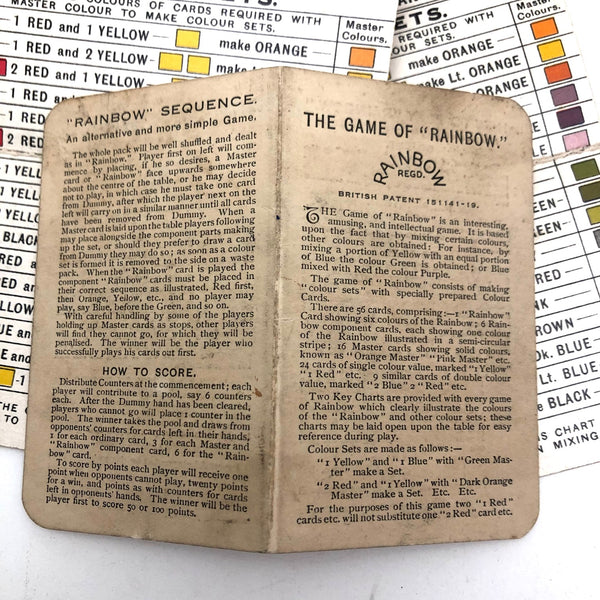 ETS.
COLOURS OF CARDS REQUIRED WITH
MASTER COLOUR TO MAKE COLOUR SETS.
Master
Colours.
1 RED and 1 YELLOW
make ORANGE
1 RED and 2 YELLOW
2 RED and 1 YELLOW
1 RED
1 RED and
2 RED
BLACK
ETS.
REQUIRED WITH
COLOUR SETS.
Master
Colours.
make ORANGE
make Lt. ORANGE
BLUE
BLUE
BLACK
CHART
MIXING
"RAINBOW" SEQUENCE.
An alternative and more simple Game.
The whole pack will be well shuffled and dealt
as in "Rainbow." Player first on left will com-
mence by placing, if he so desires, a Master
card or "Rainbow" face upwards somewhere
about the centre of the table, or he may decide
not to play, in which case he must take one card
from Dummy, after which the player next on the
left will carry on in a similar manner until all cards
have been removed from Dummy. When a
Master card is laid upon the table players following
may place alongside the component parts making
up the set, or should they prefer to draw a card
from Dummy they may do so; as soon as a colour
set is formed it is removed to the side on a waste
pack. When the "Rainbow" card is played the
component "Rainbow" cards must be placed in
their correct sequence as illustrated, Red first,
then Orange, Yellow, etc., and no player may
play, say Blue, before the Green, and so on.
With careful handling by some of the players
holding up Master cards as stops, other players
will find they cannot go, for which they will be
penalised. The winner will be the player who
successfully plays his cards out first.
HOW TO SCORE.
Distribute Counters at the commencement; each
player will contribute to a pool, say 6 counters
each. After the Dummy hand has been cleared,
players who cannot go will place 1 counter in the
pool. The winner takes the pool and draws from
opponents' counters for cards left in their hands,
1 for each ordinary card, 3 for each Master and
"Rainbow" component card, 6 for the "Rain-
bow" card.
To score by points each player will receive one
point when opponents cannot play, twenty points
for a win, and points as with counters for cards
left in opponents' hands. The winner will be the
player first to score 50 or 100 points.
THE GAME OF "RAINBOW."
RAINBOW
REGD.
BRITISH PATENT 151141-19.
THE Game of "Rainbow" is an interesting,
amusing, and intellectual game. It is based
upon the fact that by mixing certain colours,
other colours are obtained; For instance, by
mixing a portion of Yellow with an equal portion
of Blue the colour Green is obtained; or Blue
mixed with Red the colour Purple.
"The game of "Rainbow" consists of making
"colour sets" with specially prepared Colour
Cards.
There are 56 cards, comprising:—1 "Rainbow"
Card showing six colours of the Rainbow; 6 Rain-
bow component cards, each showing one colour
of the Rainbow illustrated in a semi-circular
stripe; 16 Master cards showing solid colours,
known as "Orange Master" "Pink Master" etc.
24 cards of single colour value, marked "1 Yellow"
"1 Red" etc. 9 similar cards of double colour
value, marked "2 Blue" "2 Red" etc.
Two Key Charts are provided with every game
of Rainbow which clearly illustrate the colours
of the "Rainbow" and other colour sets; these
charts may be laid open upon the table for easy
reference during play.
Colour Sets are made as follows:—
"1 Yellow" and "1 Blue" with "Green Mas-
ter" make a Set.
"2 Red" and "1 Yellow" with "Dark Orange
Master" make a Set. Etc. Etc.
For the purposes of this game two "1 Red"
cards etc. will not substitute one "2 Red" card etc.